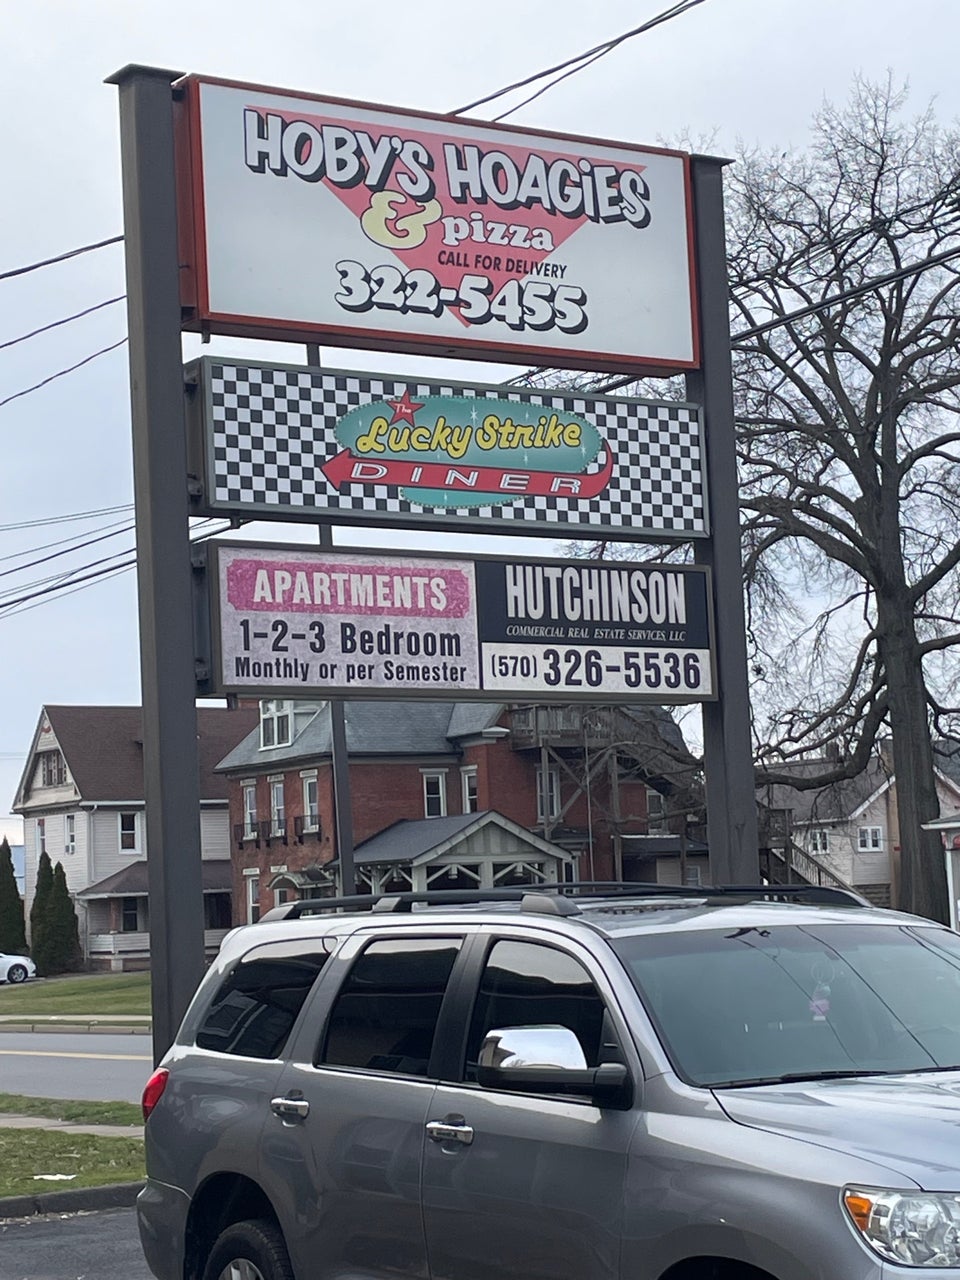 HOBY'S HOAGiES
& pizza
CALL FOR DELIVERY
322-5455
The
Lucky Strike
DINER
APARTMENTS
1-2-3 Bedroom
Monthly or per Semester
HUTCHINSON
COMMERCIAL REAL ESTATE SERVICES, LLC
(570) 326-5536